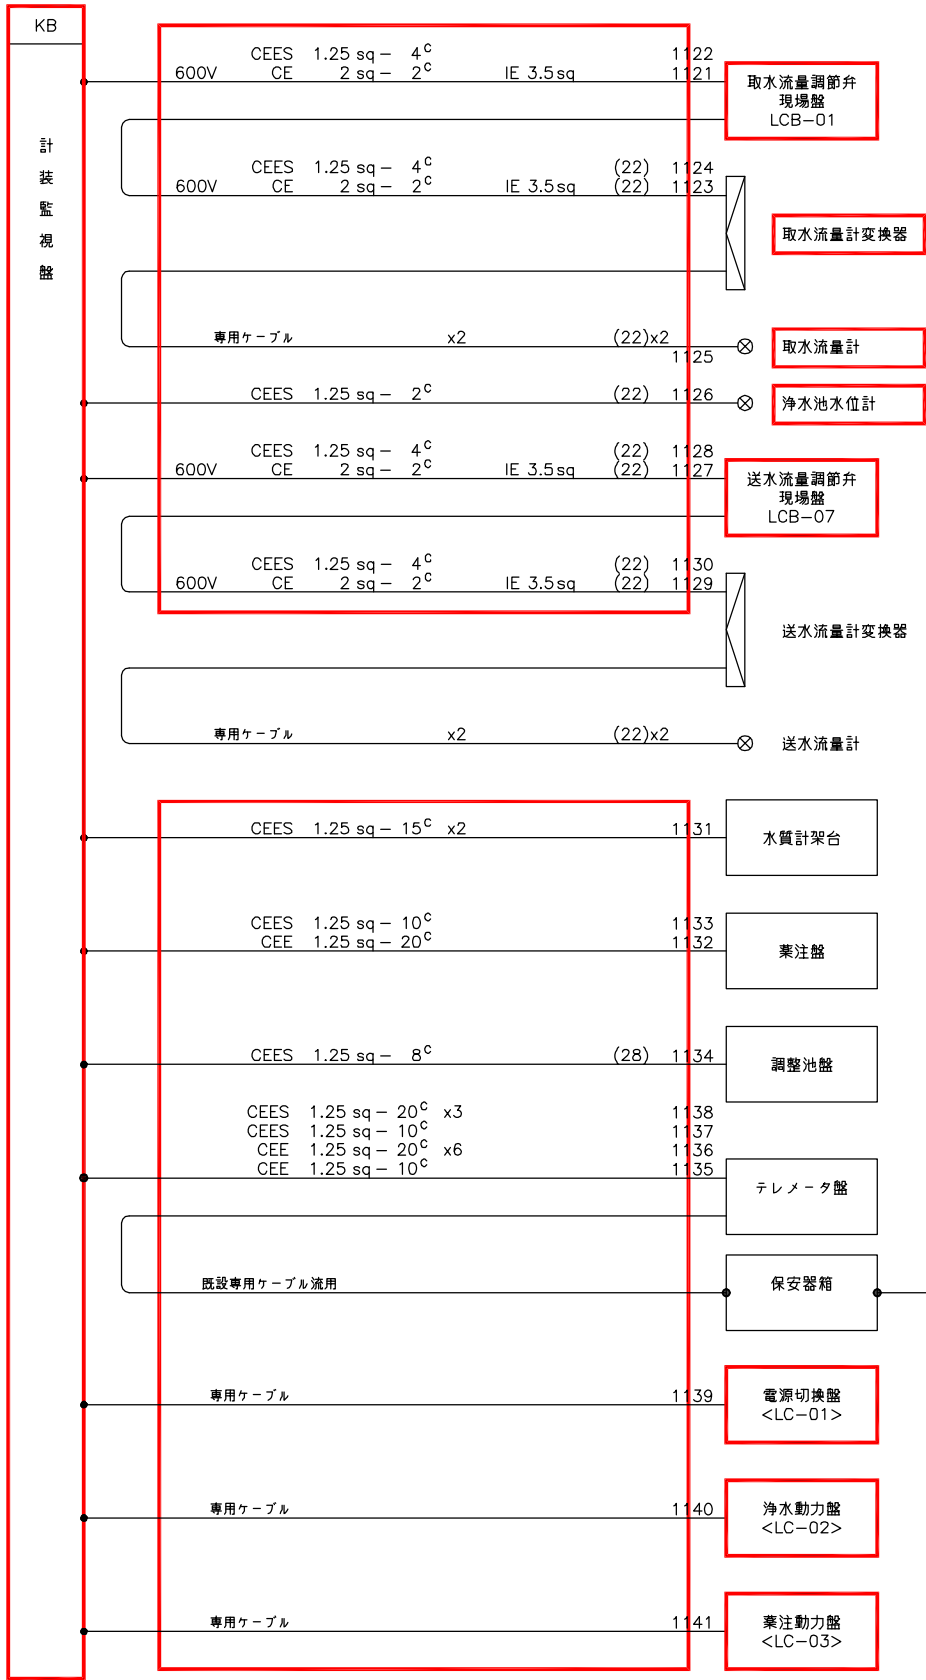 KB
計装監視盤
CEES 1.25 sq - 4C 1122
600V CE 2 sq - 2C IE 3.5sq 1121
取水流量調節弁
現場盤
LCB-01
CEES 1.25 sq - 4C (22) 1124
600V CE 2 sq - 2C IE 3.5sq (22) 1123
取水流量計変換器
専用ケーブル x2 (22)x2
1125
取水流量計
CEES 1.25 sq - 2C (22) 1126
浄水池水位計
CEES 1.25 sq - 4C (22) 1128
600V CE 2 sq - 2C IE 3.5sq (22) 1127
送水流量調節弁
現場盤
LCB-07
CEES 1.25 sq - 4C (22) 1130
600V CE 2 sq - 2C IE 3.5sq (22) 1129
送水流量計変換器
専用ケーブル x2 (22)x2
送水流量計
CEES 1.25 sq - 15C x2 1131
水質計架台
CEES 1.25 sq - 10C 1133
CEE 1.25 sq - 20C 1132
薬注盤
CEES 1.25 sq - 8C (28) 1134
調整池盤
CEES 1.25 sq - 20C x3 1138
CEES 1.25 sq - 10C 1137
CEE 1.25 sq - 20C x6 1136
CEE 1.25 sq - 10C 1135
テレメータ盤
既設専用ケーブル流用
保安器箱
専用ケーブル 1139
電源切換盤
<LC-01>
専用ケーブル 1140
浄水動力盤
<LC-02>
専用ケーブル 1141
薬注動力盤
<LC-03>